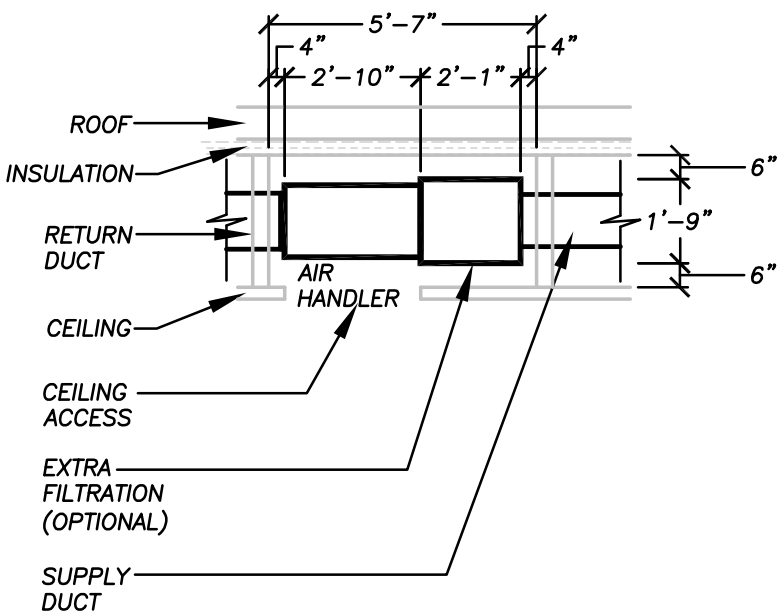 5'-7"
4"
4"
2'-10"
2'-1"
ROOF
INSULATION
6"
RETURN
DUCT
1'-9"
AIR
HANDLER
6"
CEILING
CEILING
ACCESS
EXTRA
FILTRATION
(OPTIONAL)
SUPPLY
DUCT